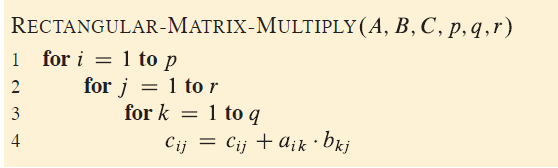 RECTANGULAR-MATRIX-MULTIPLY(A, B, C, p, q, r)
1 for i = 1 to p
2 for j = 1 to r
3 for k = 1 to q
4 cᵢⱼ = cᵢⱼ + aᵢₖ · bₖⱼ